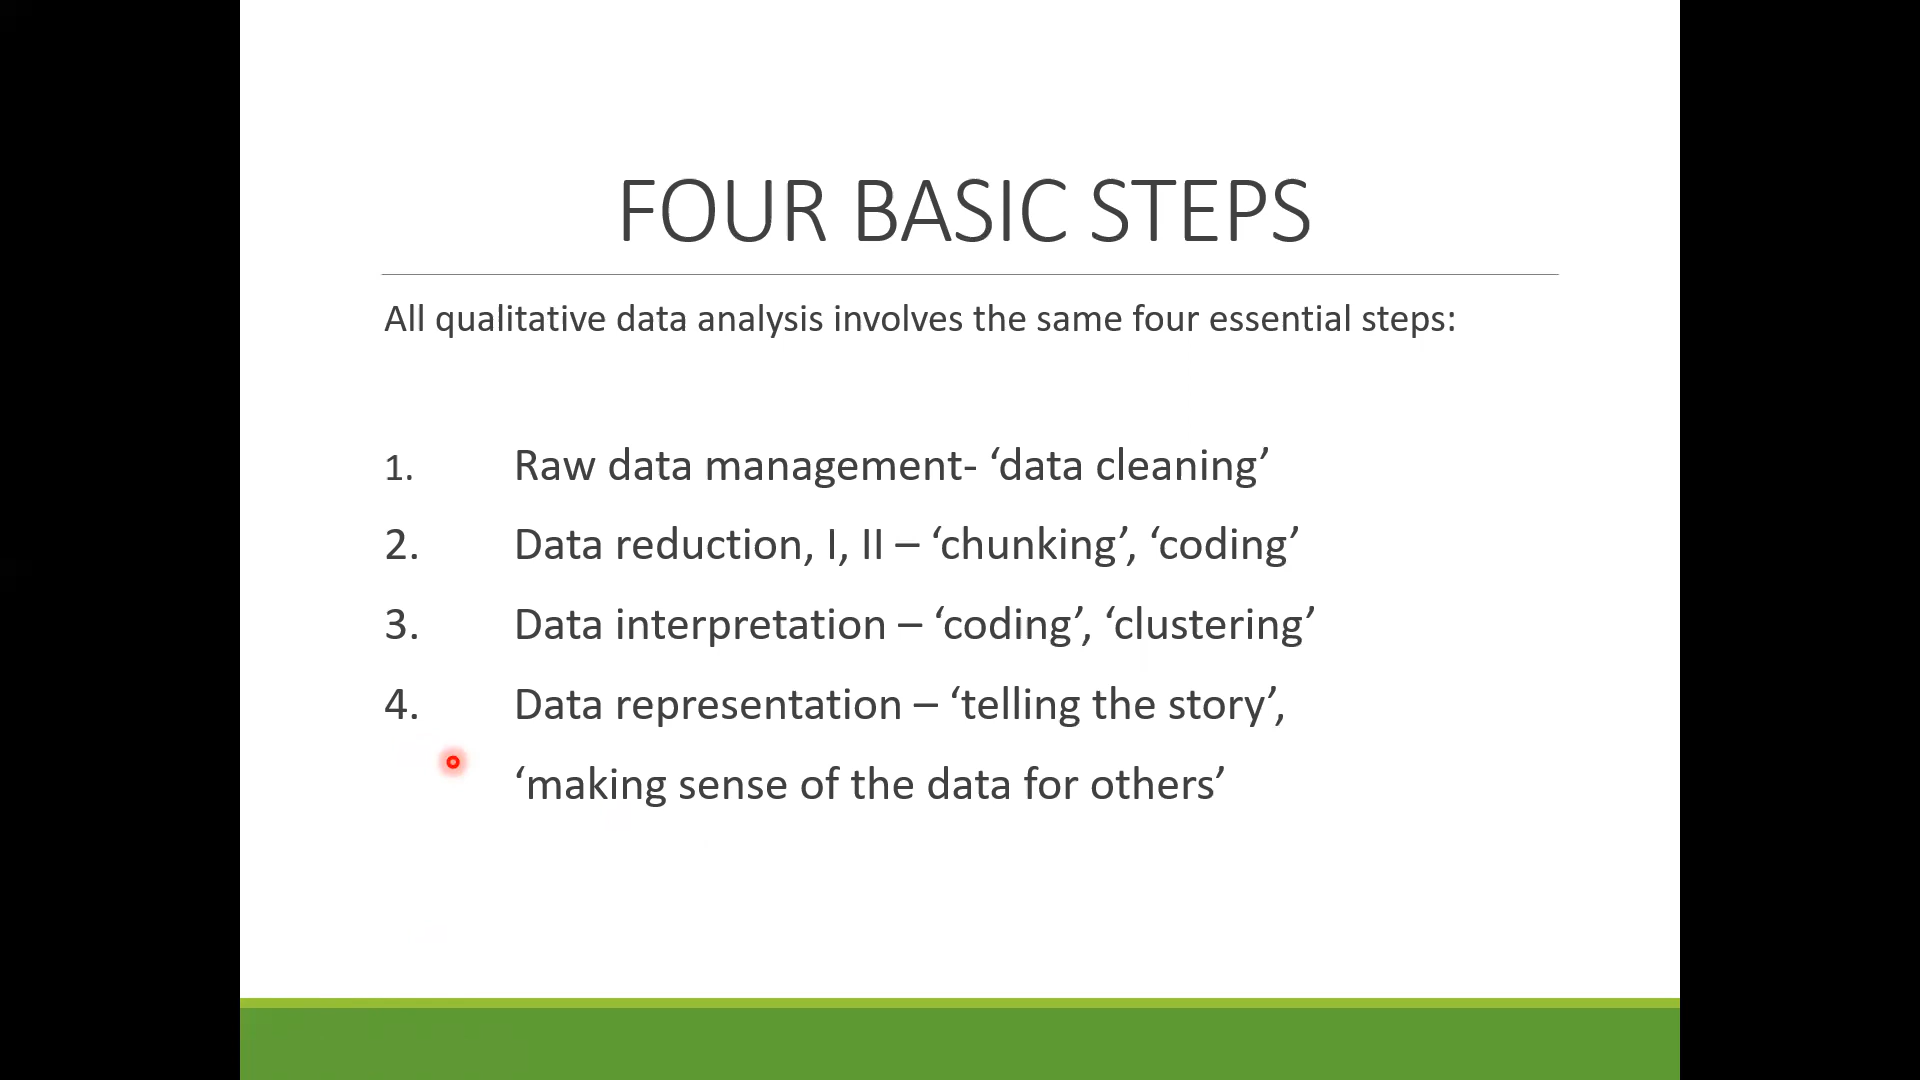 FOUR BASIC STEPS
All qualitative data analysis involves the same four essential steps:
1. Raw data management- ‘data cleaning’
2. Data reduction, I, II – ‘chunking’, ‘coding’
3. Data interpretation – ‘coding’, ‘clustering’
4. Data representation – ‘telling the story’,
‘making sense of the data for others’